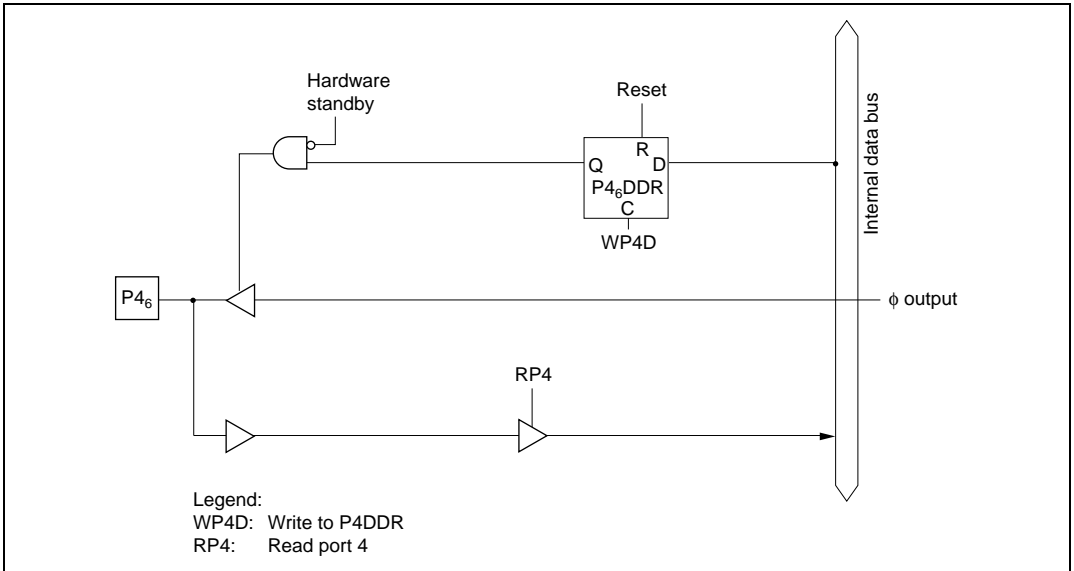 Hardware
standby
Reset
R
Q D
P4₆DDR
C
WP4D
Internal data bus
P4₆
ϕ output
RP4
Legend:
WP4D: Write to P4DDR
RP4: Read port 4